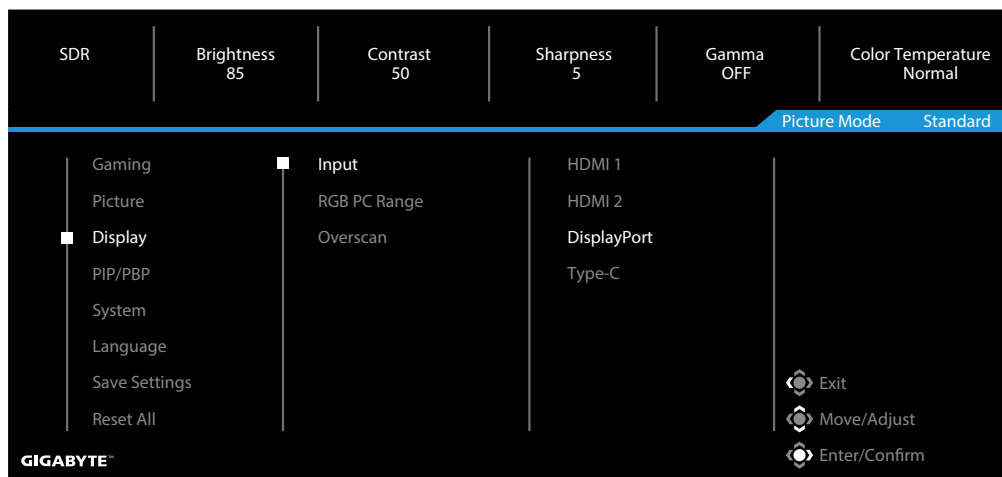 SDR
Brightness
85
Contrast
50
Sharpness
5
Gamma
OFF
Color Temperature
Normal
Picture Mode Standard
Gaming
Picture
Display
PIP/PBP
System
Language
Save Settings
Reset All
Input
RGB PC Range
Overscan
HDMI 1
HDMI 2
DisplayPort
Type-C
Exit
Move/Adjust
Enter/Confirm
GIGABYTE™